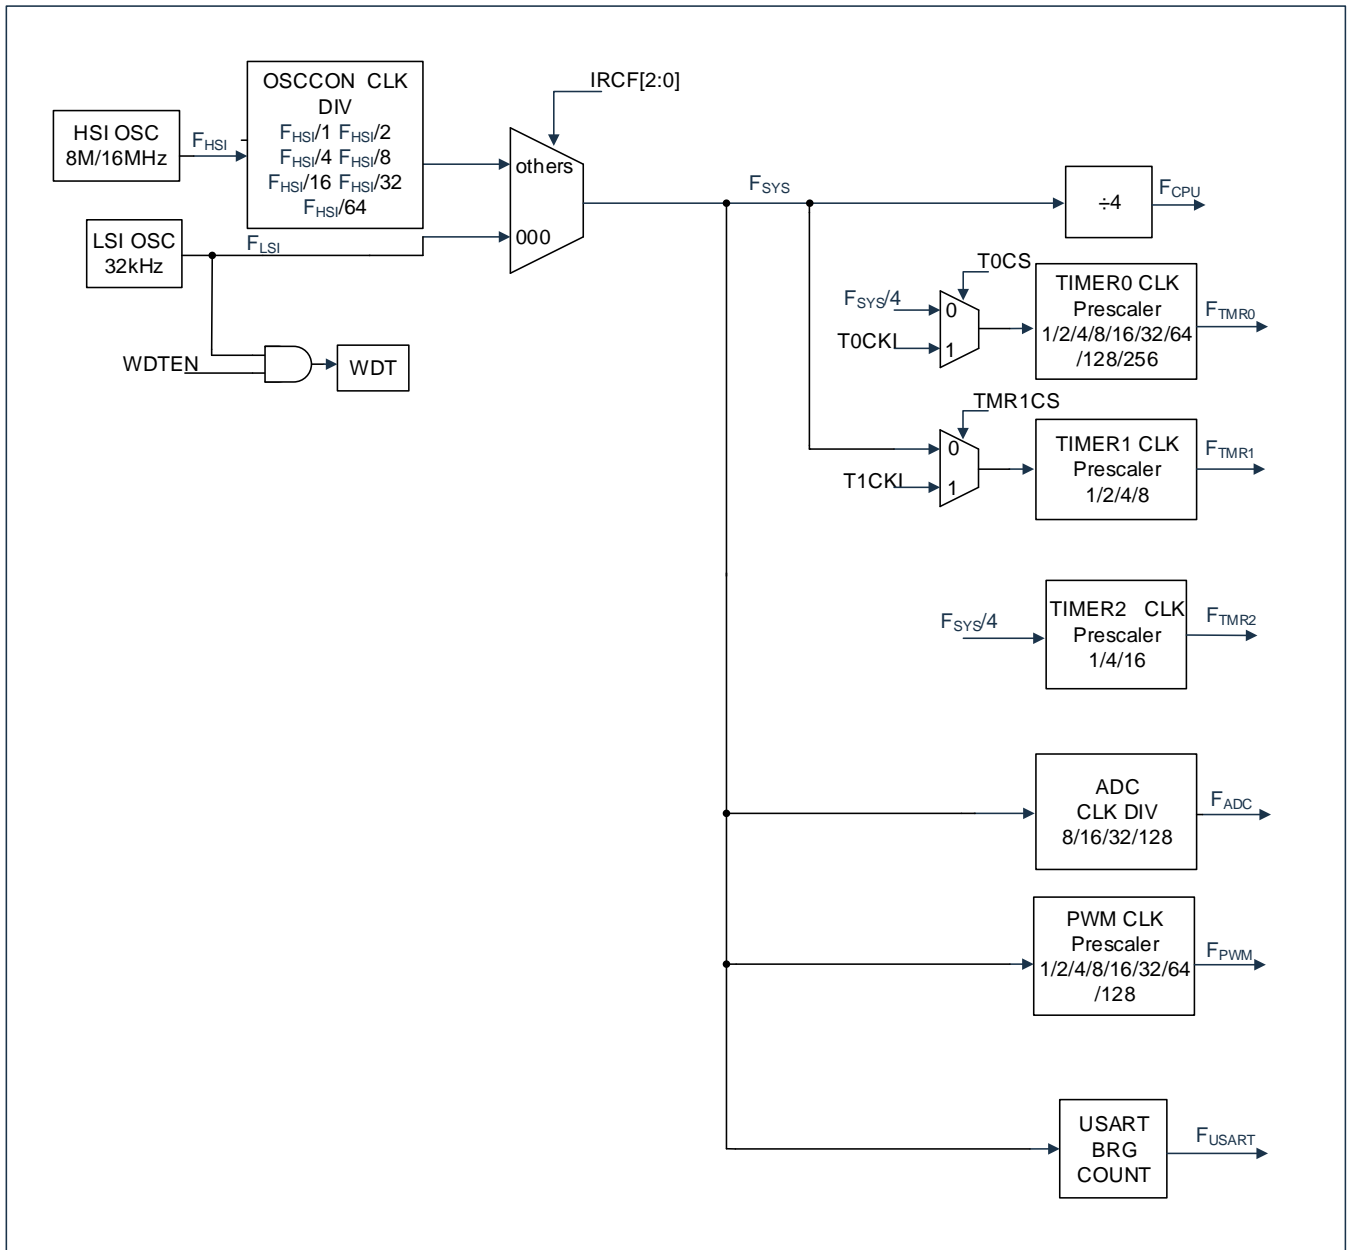 IRCF[2:0]
OSCCON CLK
DIV
FHSI/1 FHSI/2
FHSI/4 FHSI/8
FHSI/16 FHSI/32
FHSI/64
HSI OSC
8M/16MHz
FHSI
others
000
LSI OSC
32kHz
FLSI
WDTEN
WDT
FSYS
÷4
FCPU
T0CS
FSYS/4
0
T0CKI
1
TIMER0 CLK
Prescaler
1/2/4/8/16/32/64
/128/256
FTMR0
TMR1CS
0
T1CKI
1
TIMER1 CLK
Prescaler
1/2/4/8
FTMR1
FSYS/4
TIMER2 CLK
Prescaler
1/4/16
FTMR2
ADC
CLK DIV
8/16/32/128
FADC
PWM CLK
Prescaler
1/2/4/8/16/32/64
/128
FPWM
USART
BRG
COUNT
FUSART